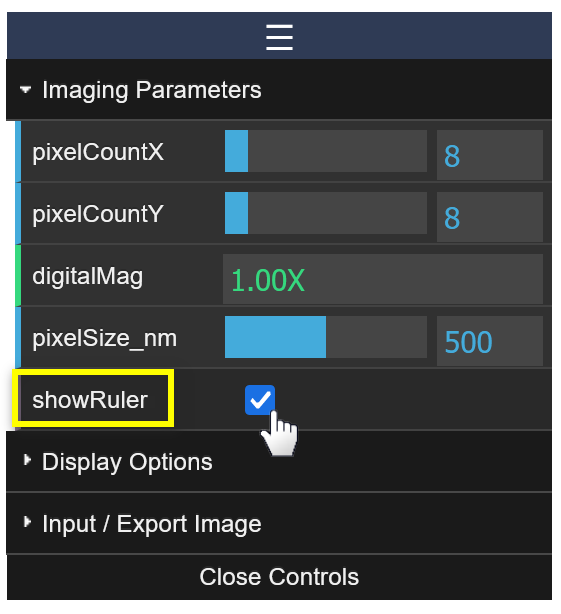 Imaging Parameters
pixelCountX 8
pixelCountY 8
digitalMag 1.00X
pixelSize_nm 500
showRuler
Display Options
Input / Export Image
Close Controls